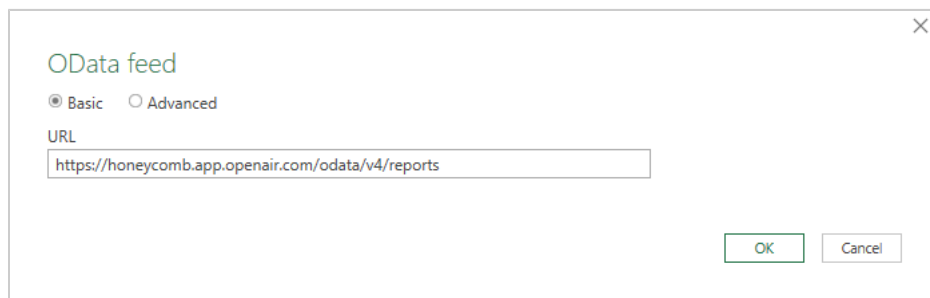 OData feed
Basic Advanced
URL
https://honeycomb.app.openair.com/odata/v4/reports
OK Cancel